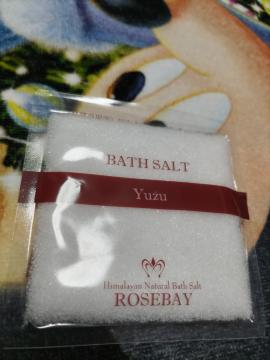 BATH SALT
Yuzu
Himalayan Natural Bath Salt
ROSEBAY